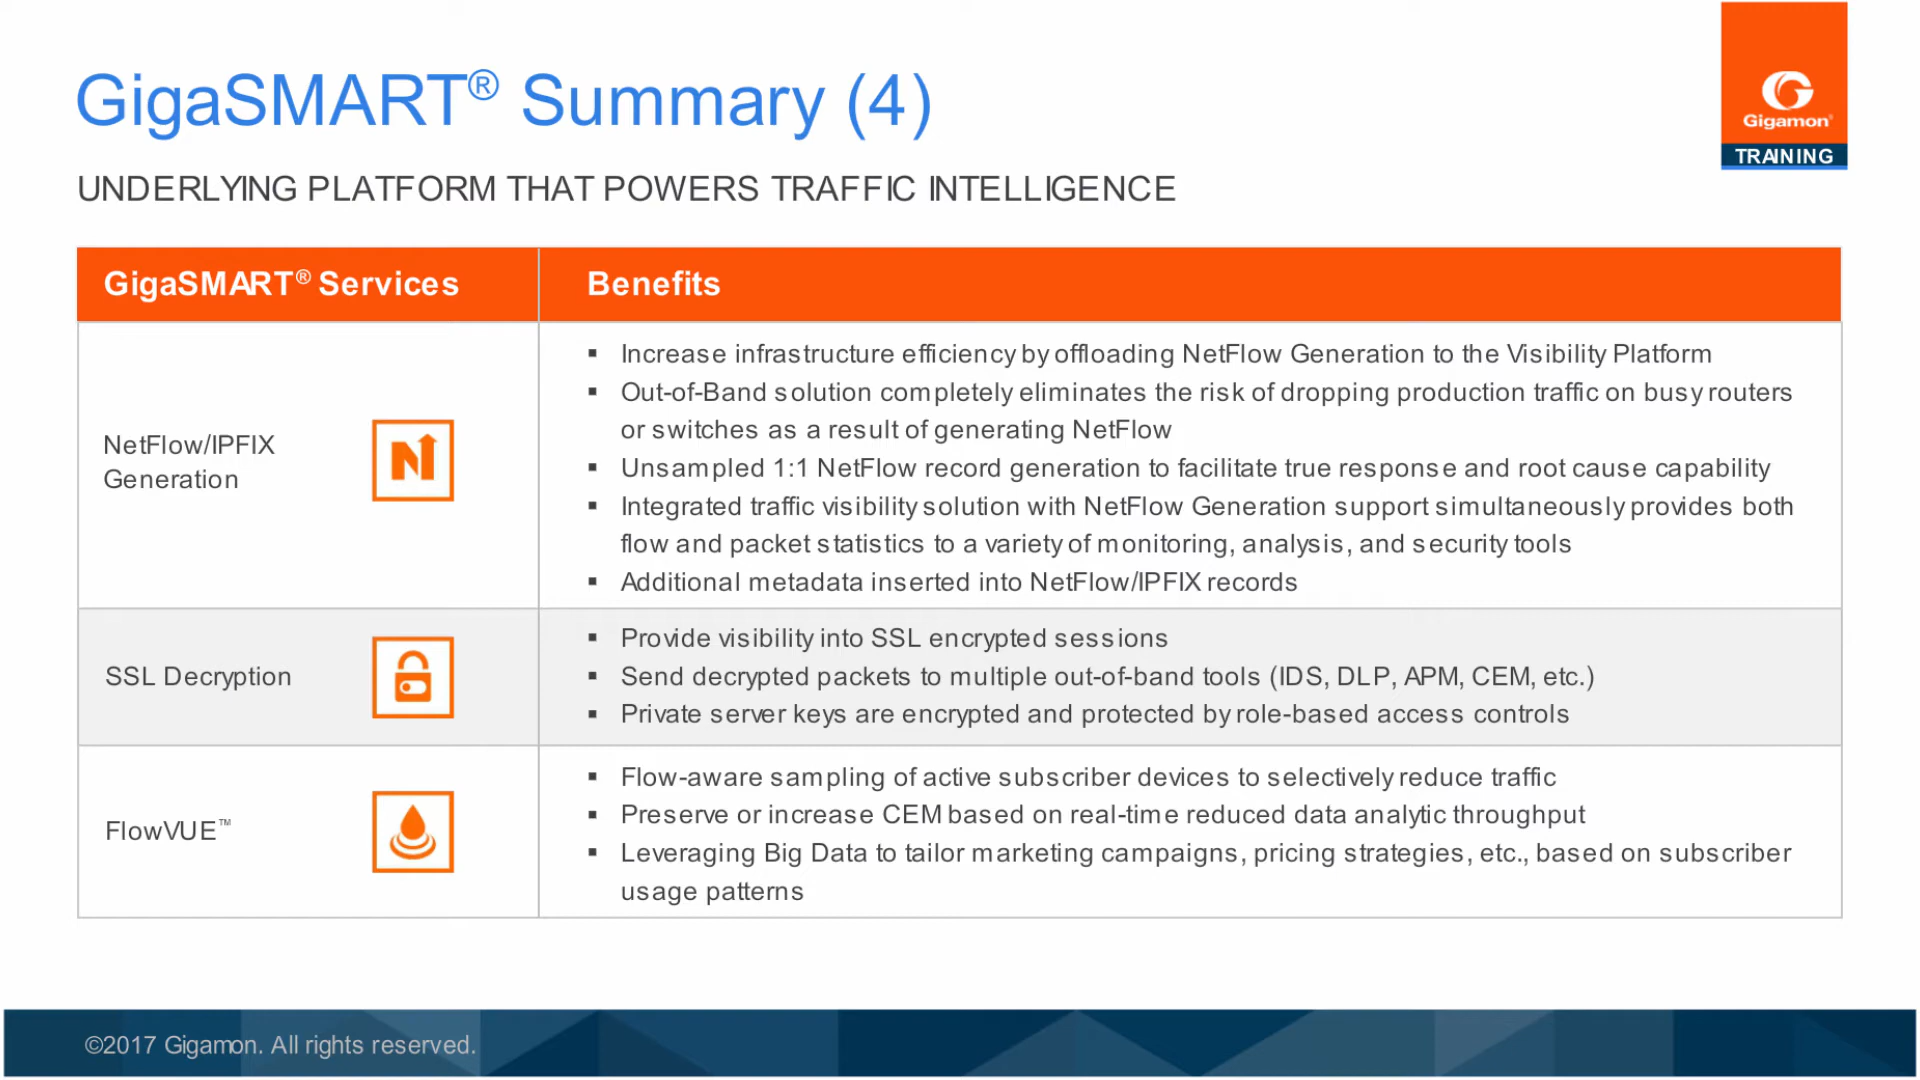 GigaSMART® Summary (4)
Gigamon®
TRAINING
UNDERLYING PLATFORM THAT POWERS TRAFFIC INTELLIGENCE
GigaSMART® Services
Benefits
NetFlow/IPFIX
Generation
▪ Increase infrastructure efficiency by offloading NetFlow Generation to the Visibility Platform
▪ Out-of-Band solution completely eliminates the risk of dropping production traffic on busy routers
or switches as a result of generating NetFlow
▪ Unsampled 1:1 NetFlow record generation to facilitate true response and root cause capability
▪ Integrated traffic visibility solution with NetFlow Generation support simultaneously provides both
flow and packet statistics to a variety of monitoring, analysis, and security tools
▪ Additional metadata inserted into NetFlow/IPFIX records
SSL Decryption
▪ Provide visibility into SSL encrypted sessions
▪ Send decrypted packets to multiple out-of-band tools (IDS, DLP, APM, CEM, etc.)
▪ Private server keys are encrypted and protected by role-based access controls
FlowVUE™
▪ Flow-aware sampling of active subscriber devices to selectively reduce traffic
▪ Preserve or increase CEM based on real-time reduced data analytic throughput
▪ Leveraging Big Data to tailor marketing campaigns, pricing strategies, etc., based on subscriber
usage patterns
©2017 Gigamon. All rights reserved.